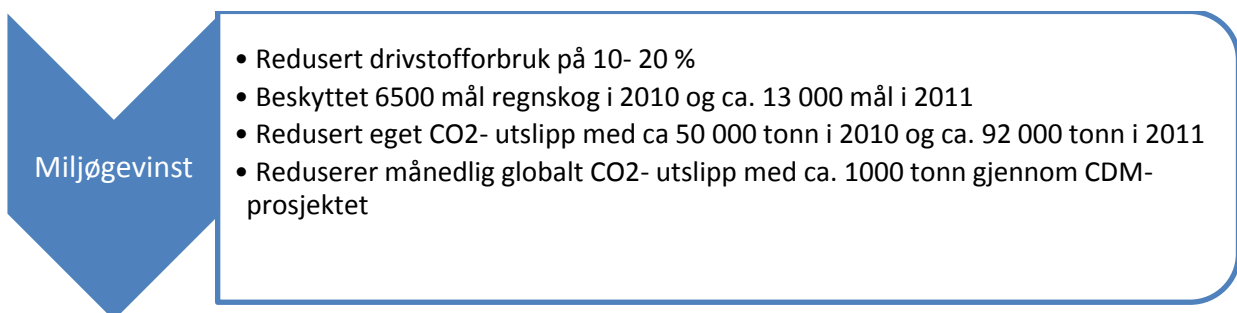 Miljøgevinst
• Redusert drivstofforbruk på 10- 20 %
• Beskyttet 6500 mål regnskog i 2010 og ca. 13 000 mål i 2011
• Redusert eget CO2- utslipp med ca 50 000 tonn i 2010 og ca. 92 000 tonn i 2011
• Reduserer månedlig globalt CO2- utslipp med ca. 1000 tonn gjennom CDM-
prosjektet